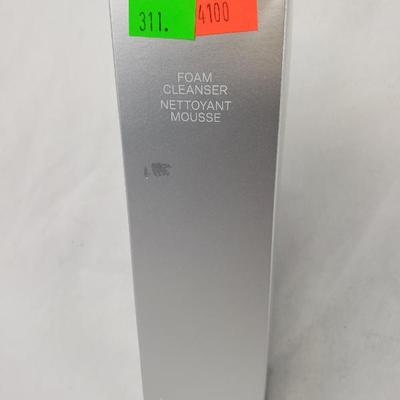 311.
4100
FOAM
CLEANSER
NETTOYANT
MOUSSE